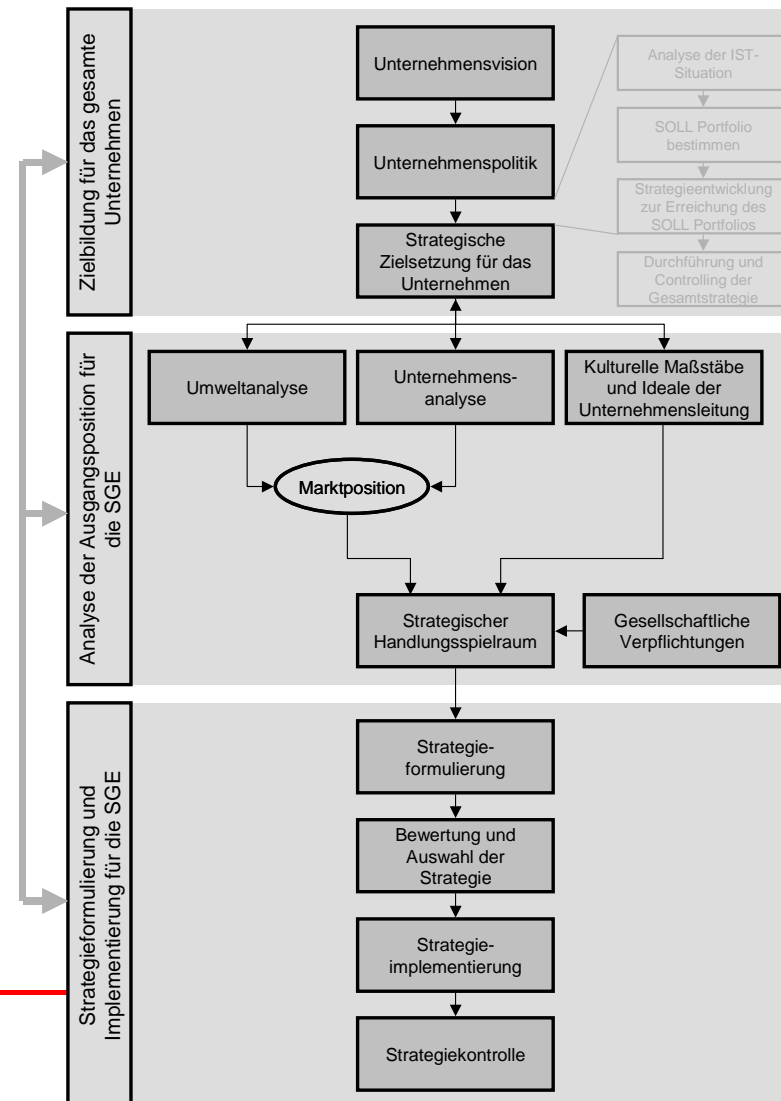 Zielbildung für das gesamte
Unternehmen
Unternehmensvision
Unternehmenspolitik
Strategische
Zielsetzung für das
Unternehmen
Analyse der IST-
Situation
SOLL Portfolio
bestimmen
Strategieentwicklung
zur Erreichung des
SOLL Portfolios
Durchführung und
Controlling der
Gesamtstrategie
Analyse der Ausgangsposition für
die SGE
Umweltanalyse
Unternehmens-
analyse
Kulturelle Maßstäbe
und Ideale der
Unternehmensleitung
Marktposition
Strategischer
Handlungsspielraum
Gesellschaftliche
Verpflichtungen
Strategieformulierung und
Implementierung für die SGE
Strategie-
formulierung
Bewertung und
Auswahl der
Strategie
Strategie-
implementierung
Strategiekontrolle